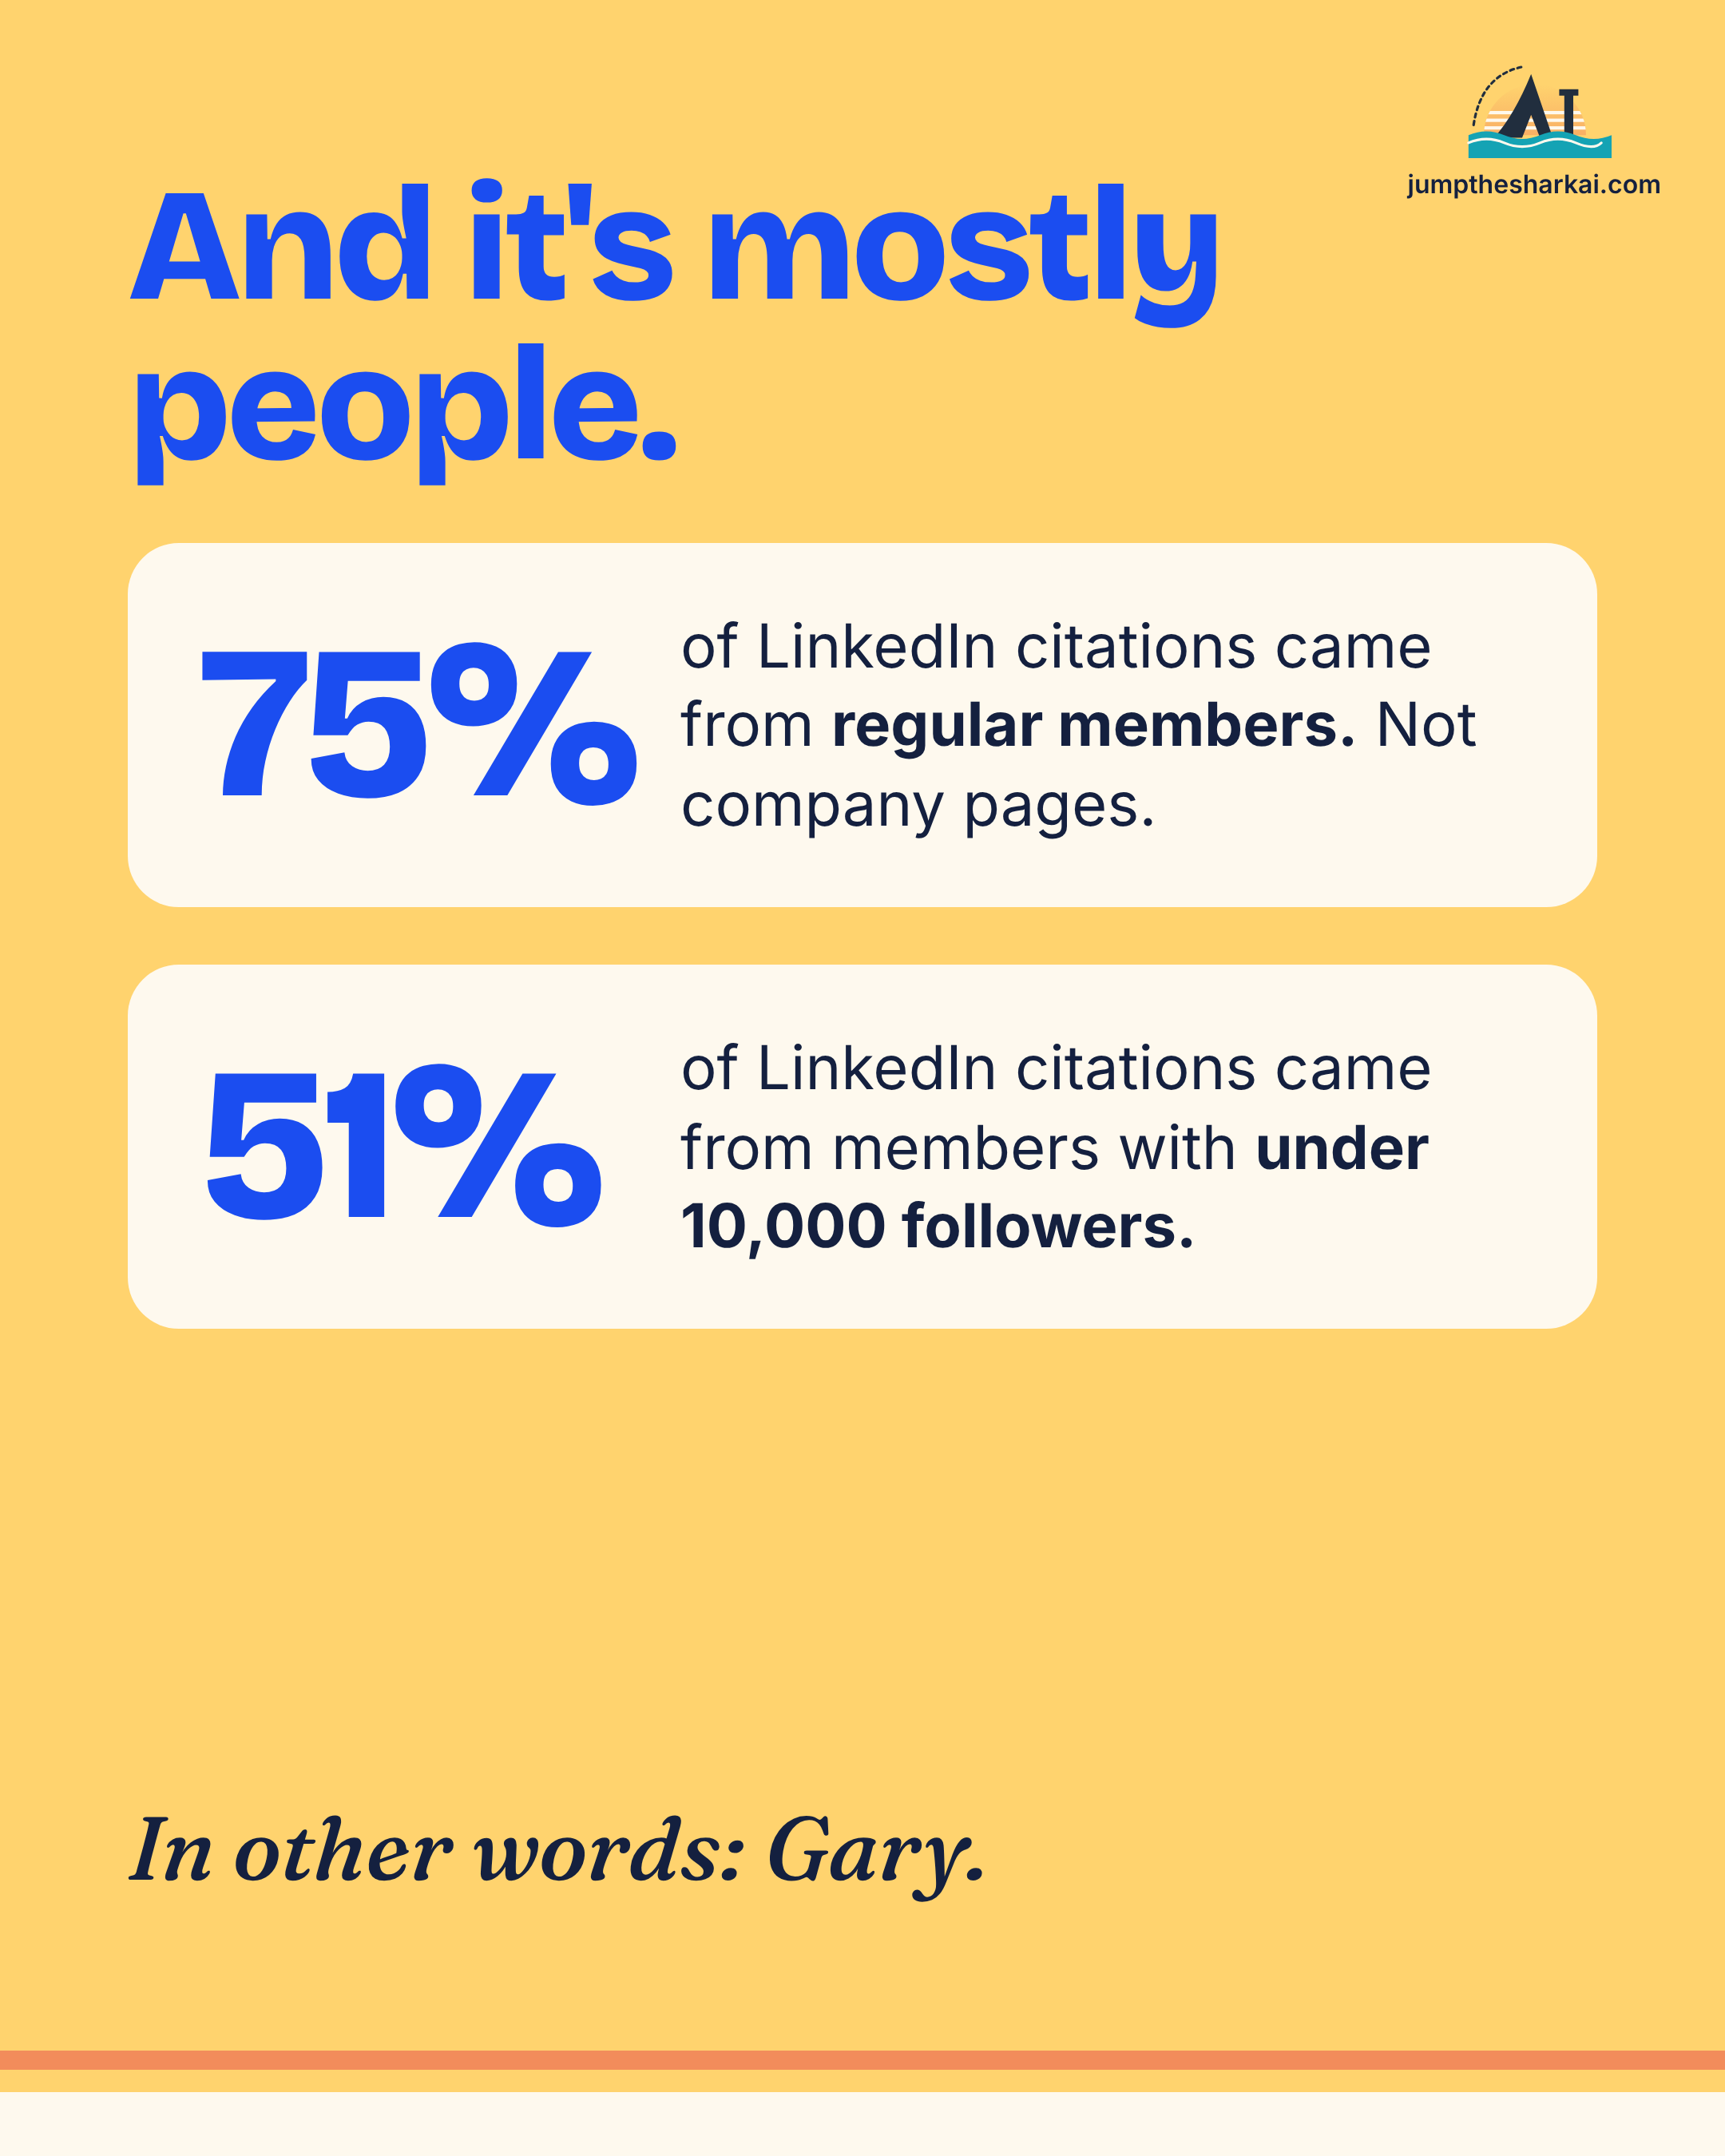 AI
jumpthesharkai.com
And it's mostly
people.
75%
of LinkedIn citations came
from regular members. Not
company pages.
51%
of LinkedIn citations came
from members with under
10,000 followers.
In other words: Gary.